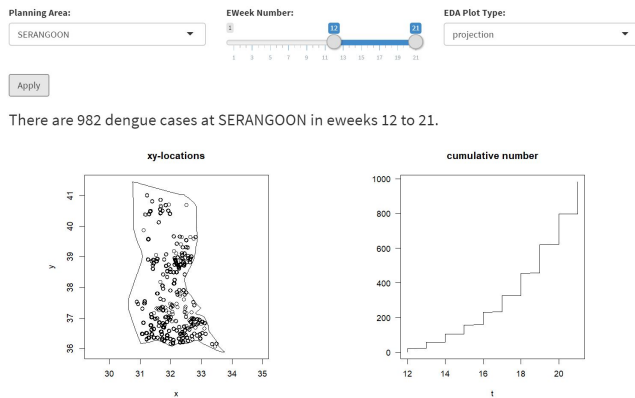 Planning Area: EWeek Number: EDA Plot Type:
SERANGOON 1 12 21 projection
1 3 5 7 9 11 13 15 17 19 21
Apply
There are 982 dengue cases at SERANGOON in eweeks 12 to 21.
xy-locations
41
40
39
38
37
36
y
30 31 32 33 34 35
x
cumulative number
1000
800
600
400
200
0
12 14 16 18 20
t